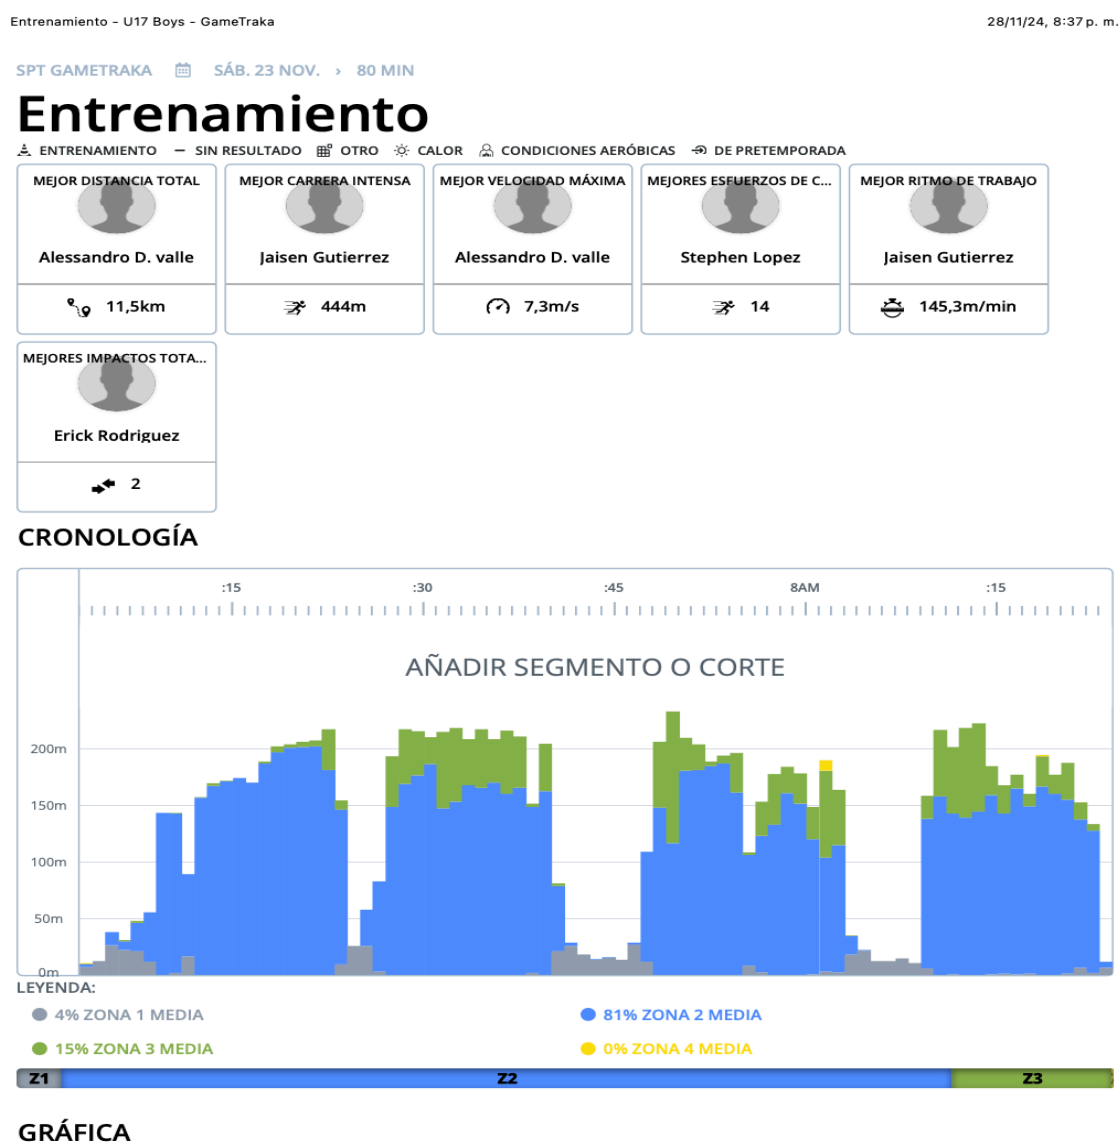 Entrenamiento - U17 Boys - GameTraka 28/11/24, 8:37 p. m.
SPT GAMETRAKA SÁB. 23 NOV. › 80 MIN
Entrenamiento
ENTRENAMIENTO SIN RESULTADO OTRO CALOR CONDICIONES AERÓBICAS DE PRETEMPORADA
MEJOR DISTANCIA TOTAL
Alessandro D. valle
11,5km
MEJOR CARRERA INTENSA
Jaisen Gutierrez
444m
MEJOR VELOCIDAD MÁXIMA
Alessandro D. valle
7,3m/s
MEJORES ESFUERZOS DE C...
Stephen Lopez
14
MEJOR RITMO DE TRABAJO
Jaisen Gutierrez
145,3m/min
MEJORES IMPACTOS TOTA...
Erick Rodriguez
2
CRONOLOGÍA
:15 :30 :45 8AM :15
AÑADIR SEGMENTO O CORTE
200m
150m
100m
50m
0m
LEYENDA:
4% ZONA 1 MEDIA 81% ZONA 2 MEDIA
15% ZONA 3 MEDIA 0% ZONA 4 MEDIA
Z1 Z2 Z3
GRÁFICA